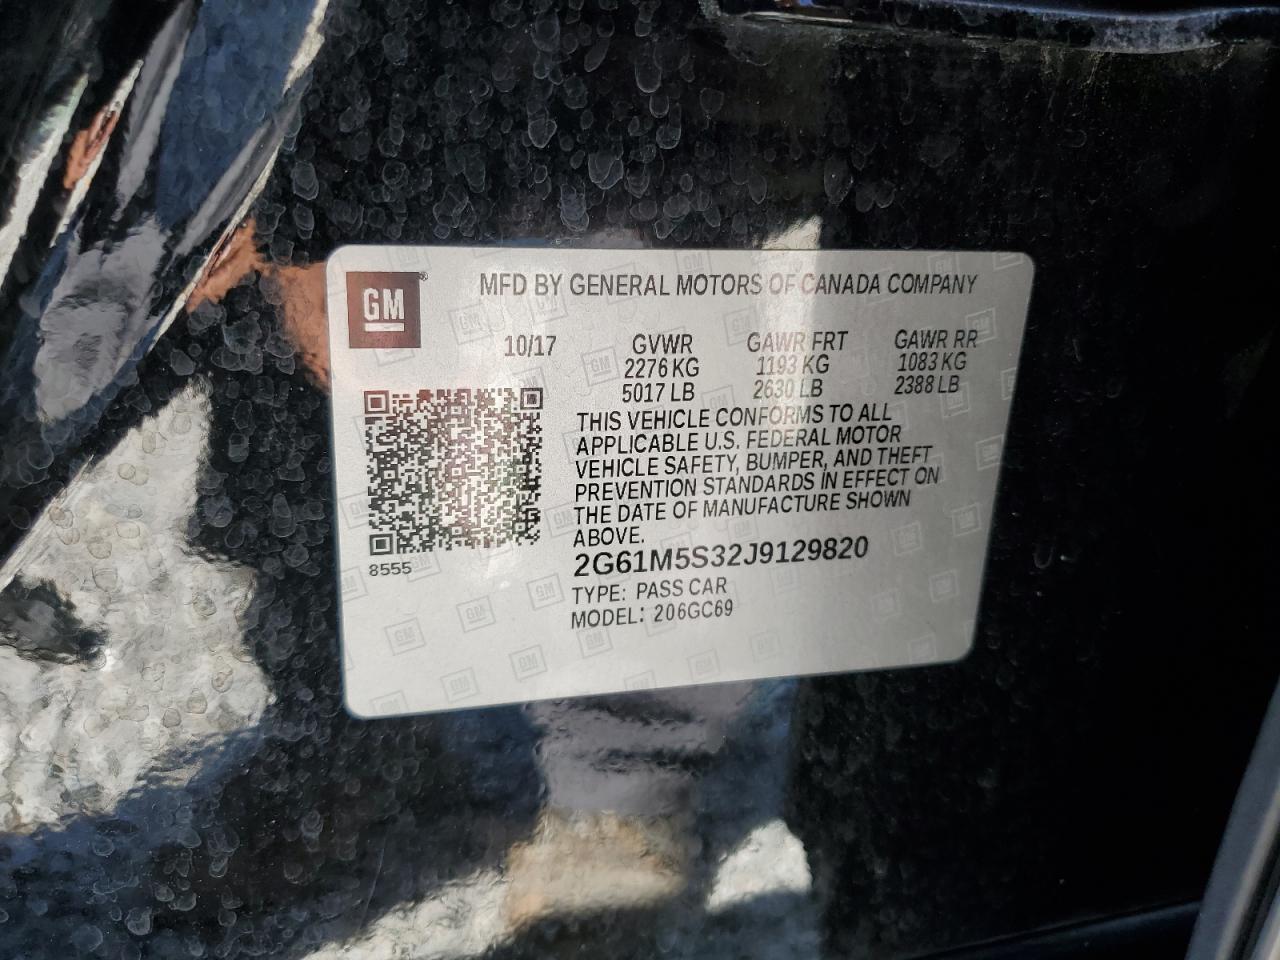 GM
MFD BY GENERAL MOTORS OF CANADA COMPANY
10/17 GVWR GAWR FRT GAWR RR
2276 KG 1193 KG 1083 KG
5017 LB 2630 LB 2388 LB
THIS VEHICLE CONFORMS TO ALL
APPLICABLE U.S. FEDERAL MOTOR
VEHICLE SAFETY, BUMPER, AND THEFT
PREVENTION STANDARDS IN EFFECT ON
THE DATE OF MANUFACTURE SHOWN
ABOVE.
8555
2G61M5S32J9129820
TYPE: PASS CAR
MODEL: 206GC69